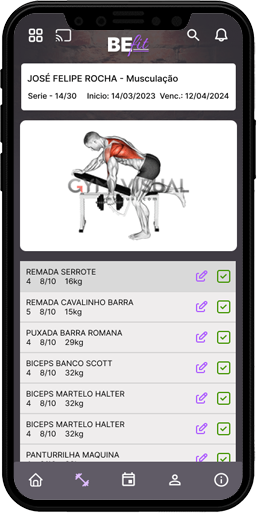 BEfit
JOSÉ FELIPE ROCHA - Musculação
Serie - 14/30 Inicio: 14/03/2023 Venc.: 12/04/2024
GYM VISUAL
REMADA SERROTE
4 8/10 16kg
REMADA CAVALINHO BARRA
5 8/10 15kg
PUXADA BARRA ROMANA
4 8/10 29kg
BICEPS BANCO SCOTT
4 8/10 32kg
BICEPS MARTELO HALTER
4 8/10 32kg
BICEPS MARTELO HALTER
4 8/10 32kg
PANTURRILHA MAQUINA